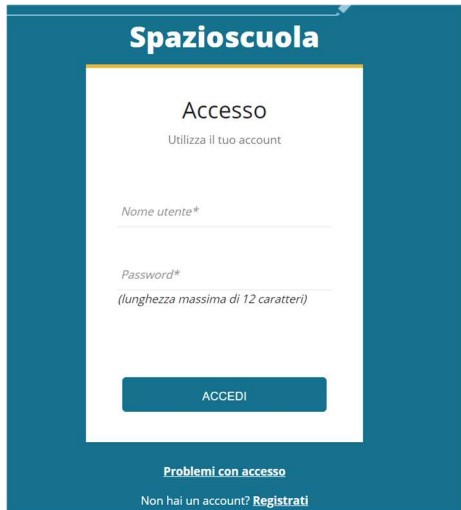 Spazioscuola
Accesso
Utilizza il tuo account
Nome utente*
Password*
(lunghezza massima di 12 caratteri)
ACCEDI
Problemi con accesso
Non hai un account? Registrati